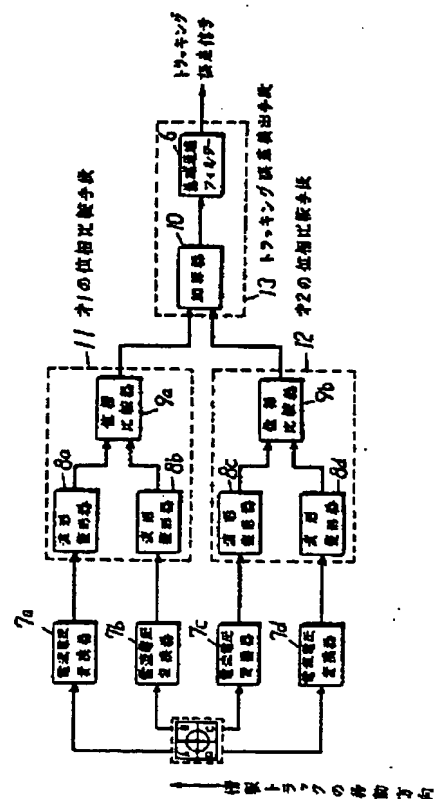 情報トラックの移動方向
7a
電流電圧
変換器
7b
電流電圧
変換器
7c
電流電圧
変換器
7d
電流電圧
変換器
8a
波形
整形器
8b
波形
整形器
8c
波形
整形器
8d
波形
整形器
位相
比較器
9a
位相
比較器
9b
11 才1の位相比較手段
12 才2の位相比較手段
10
加算器
6
低域通過
フィルター
13 トラッキング誤差検出手段
トラッキング
誤差信号